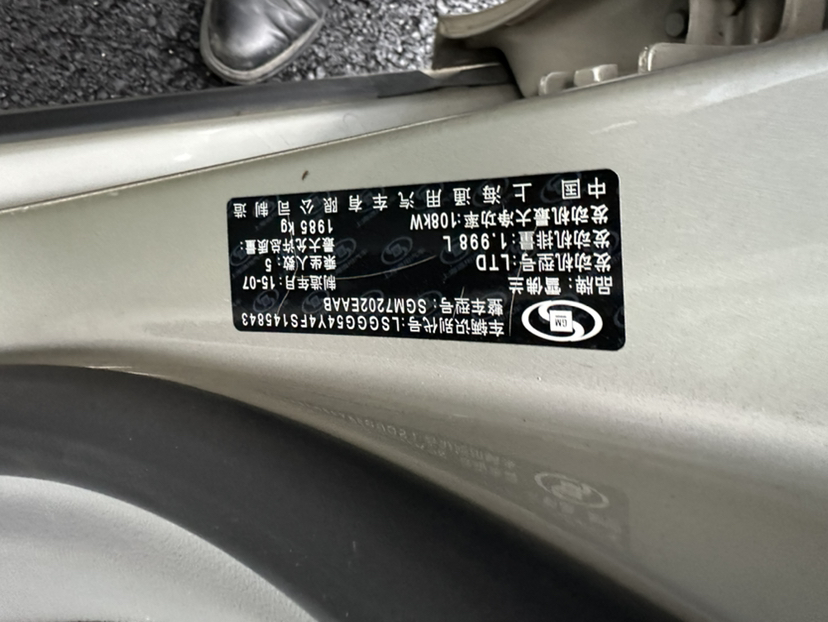 车辆识别代号:LSGGG54Y4FS145843
整车型号:SGM7202EAAB
品牌:雪佛兰 制造年月:15-07
发动机型号:LTD 乘坐人数:5
发动机排量:1.998 L 最大允许总质量:
发动机最大净功率:108kW 1985 kg
中国 上海通用汽车有限公司制造
GM